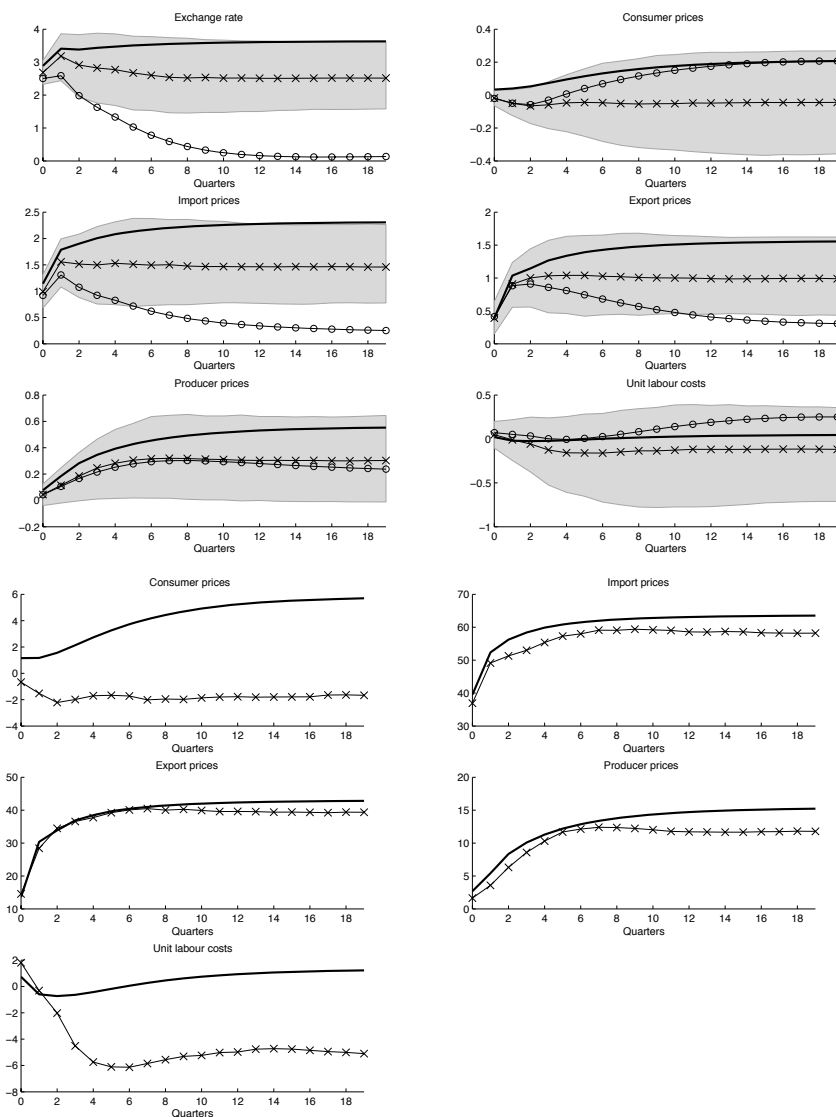 Exchange rate
4
3
2
1
0
0 2 4 6 8 10 12 14 16 18
Quarters
Consumer prices
0.4
0.2
0
−0.2
−0.4
0 2 4 6 8 10 12 14 16 18
Quarters
Import prices
2.5
2
1.5
1
0.5
0
0 2 4 6 8 10 12 14 16 18
Quarters
Export prices
2
1.5
1
0.5
0
0 2 4 6 8 10 12 14 16 18
Quarters
Producer prices
0.8
0.6
0.4
0.2
0
−0.2
0 2 4 6 8 10 12 14 16 18
Quarters
Unit labour costs
0.5
0
−0.5
−1
0 2 4 6 8 10 12 14 16 18
Quarters
Consumer prices
6
4
2
0
−2
−4
0 2 4 6 8 10 12 14 16 18
Quarters
Import prices
70
60
50
40
30
0 2 4 6 8 10 12 14 16 18
Quarters
Export prices
50
40
30
20
10
0 2 4 6 8 10 12 14 16 18
Quarters
Producer prices
20
15
10
5
0
0 2 4 6 8 10 12 14 16 18
Quarters
Unit labour costs
2
0
−2
−4
−6
−8
0 2 4 6 8 10 12 14 16 18
Quarters